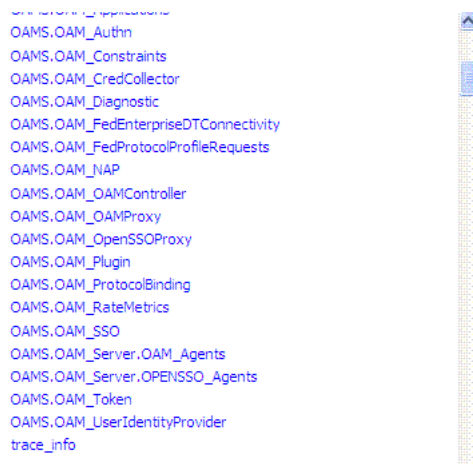 OAMS.OAM_Applications
OAMS.OAM_Authn
OAMS.OAM_Constraints
OAMS.OAM_CredCollector
OAMS.OAM_Diagnostic
OAMS.OAM_FedEnterpriseDTConnectivity
OAMS.OAM_FedProtocolProfileRequests
OAMS.OAM_NAP
OAMS.OAM_OAMController
OAMS.OAM_OAMProxy
OAMS.OAM_OpenSSOProxy
OAMS.OAM_Plugin
OAMS.OAM_ProtocolBinding
OAMS.OAM_RateMetrics
OAMS.OAM_SSO
OAMS.OAM_Server.OAM_Agents
OAMS.OAM_Server.OPENSSO_Agents
OAMS.OAM_Token
OAMS.OAM_UserIdentityProvider
trace_info